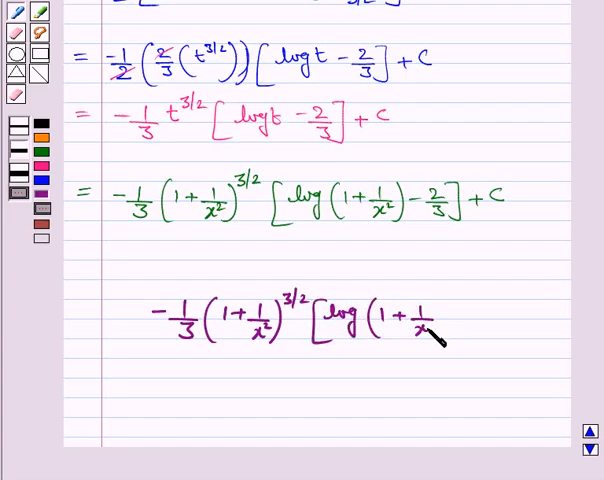 = -1/2 (2/3 (t^3/2)) [log t - 2/3] + C
= -1/3 t^3/2 [log t - 2/3] + C
= -1/3 (1 + 1/x²)^3/2 [log (1 + 1/x²) - 2/3] + C
-1/3 (1 + 1/x²)^3/2 [log (1 + 1/x